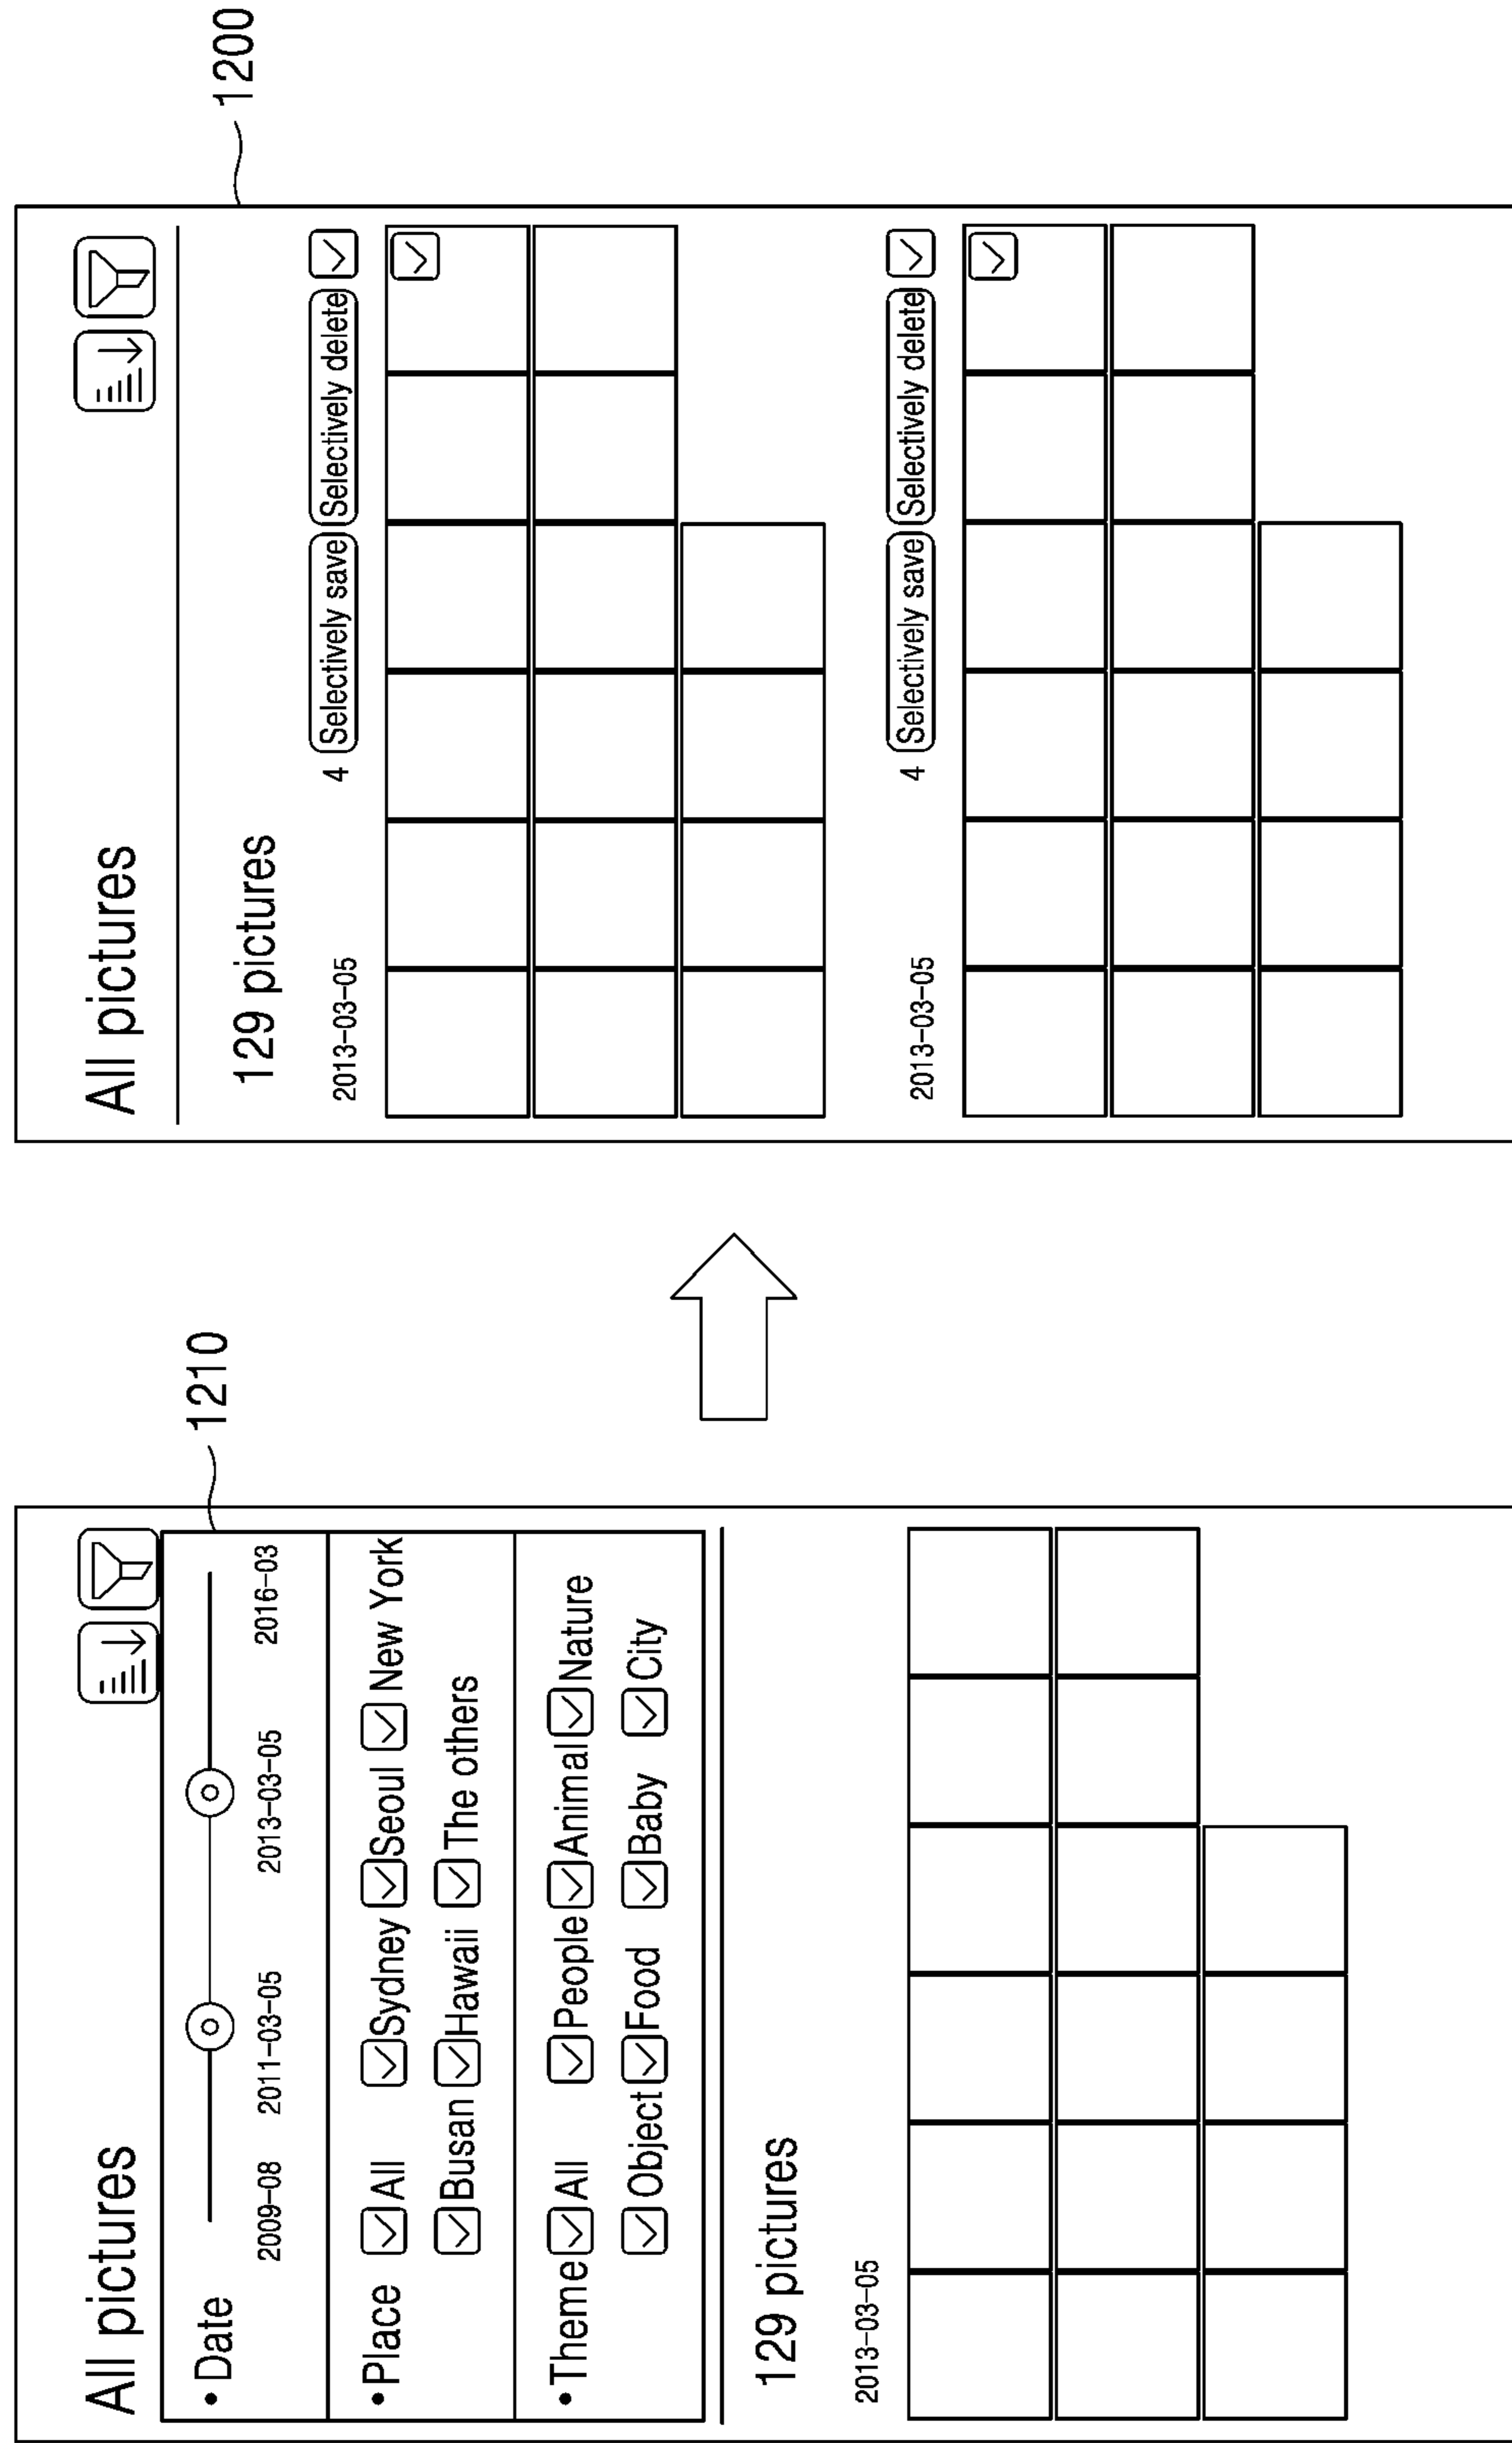 All pictures
• Date
2009-08 2011-03-05 2013-03-05 2016-03
• Place All Sydney Seoul New York
Busan Hawaii The others
• Theme All People Animal Nature
Object Food Baby City
129 pictures
2013-03-05
1210
All pictures
129 pictures
2013-03-05 4 Selectively save Selectively delete
2013-03-05 4 Selectively save Selectively delete
1200